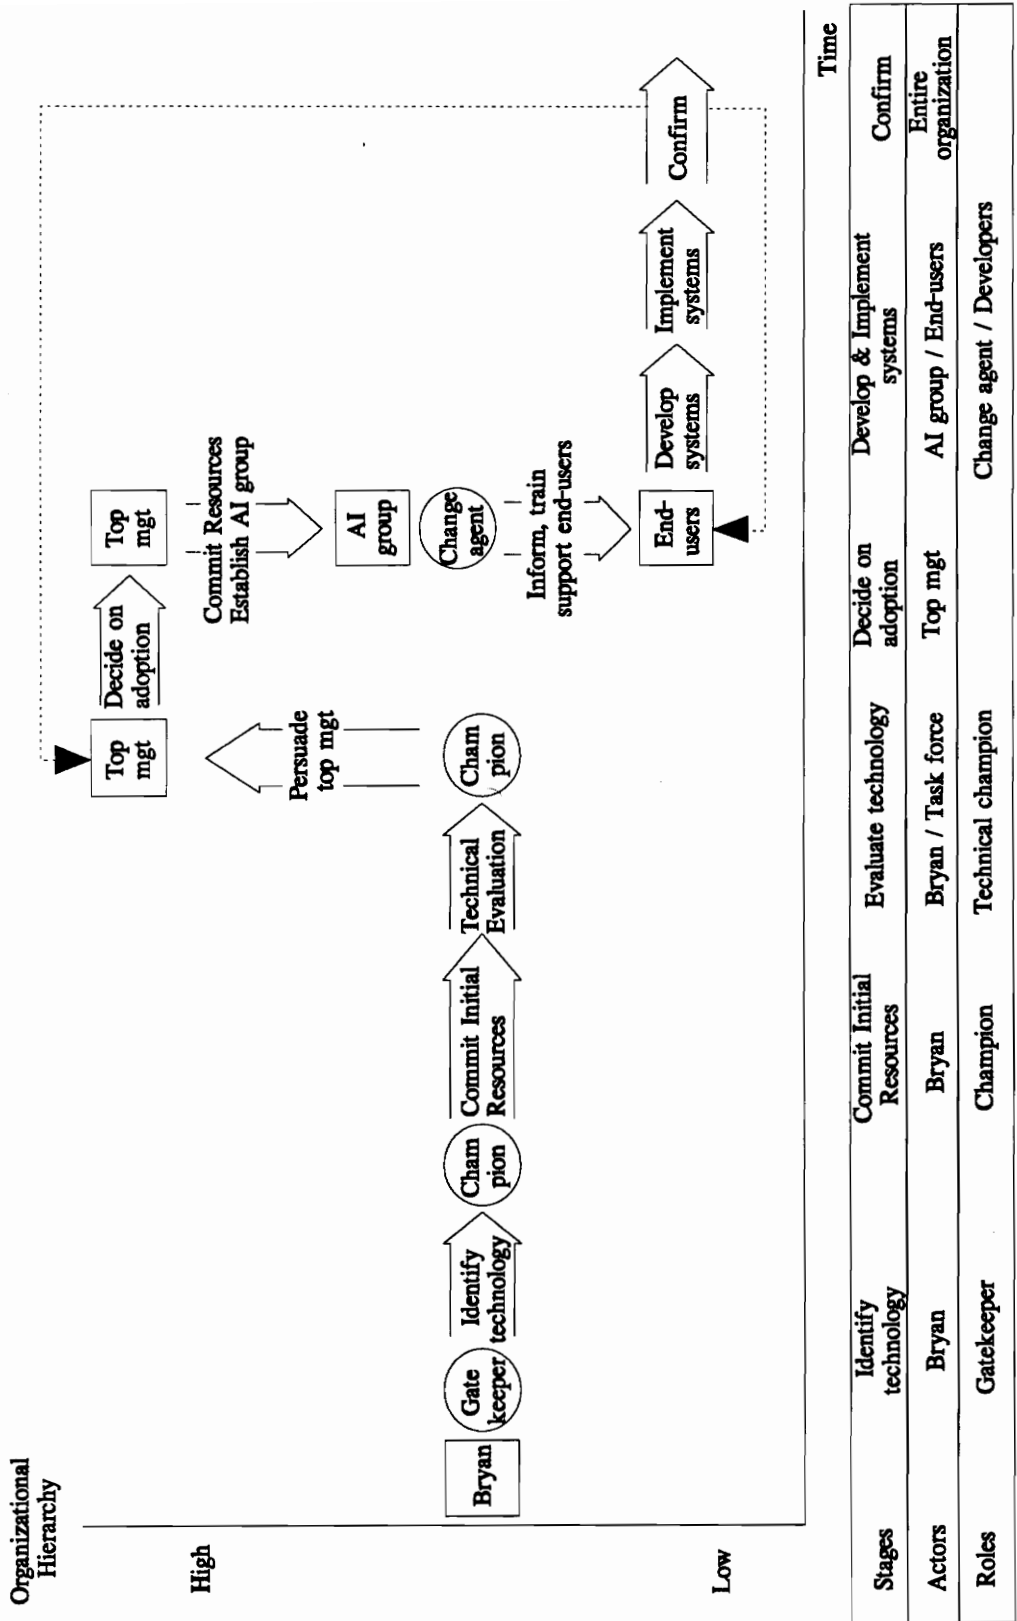 Organizational
Hierarchy
High
Low
Time
Bryan
Gate
keeper
Identify
technology
Cham
pion
Commit Initial
Resources
Technical
Evaluation
Cham
pion
Persuade
top mgt
Top
mgt
Decide on
adoption
Top
mgt
Commit Resources
Establish AI group
AI
group
Change
agent
Inform, train
support end-users
End-
users
Develop
systems
Implement
systems
Confirm
Stages
Identify
technology
Commit Initial
Resources
Evaluate technology
Decide on
adoption
Develop & Implement
systems
Confirm
Actors
Bryan
Bryan
Bryan / Task force
Top mgt
AI group / End-users
Entire
organization
Roles
Gatekeeper
Champion
Technical champion
Change agent / Developers